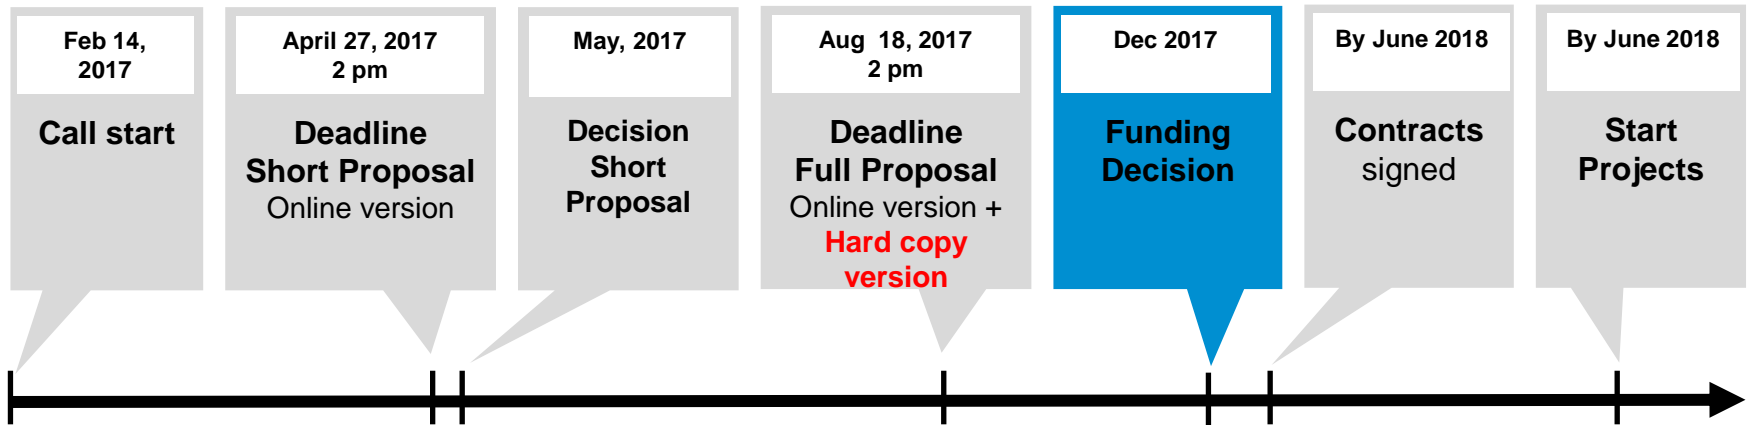 Feb 14,
2017
Call start
April 27, 2017
2 pm
Deadline
Short Proposal
Online version
May, 2017
Decision
Short
Proposal
Aug 18, 2017
2 pm
Deadline
Full Proposal
Online version +
Hard copy
version
Dec 2017
Funding
Decision
By June 2018
Contracts
signed
By June 2018
Start
Projects